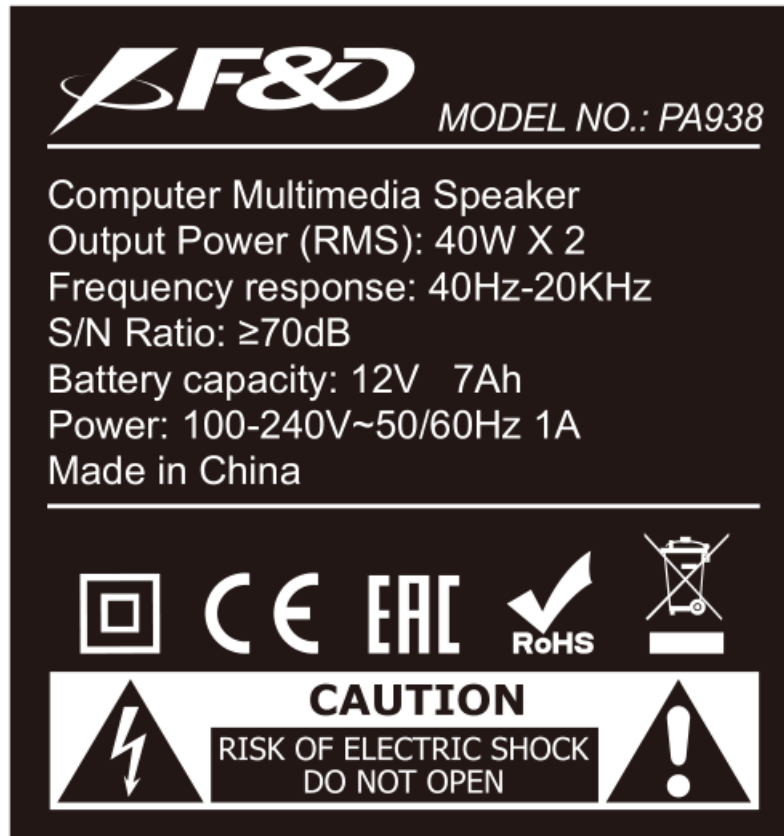 F&D
MODEL NO.: PA938
Computer Multimedia Speaker
Output Power (RMS): 40W X 2
Frequency response: 40Hz-20KHz
S/N Ratio: ≥70dB
Battery capacity: 12V   7Ah
Power: 100-240V~50/60Hz 1A
Made in China
CE EAC RoHS
CAUTION
RISK OF ELECTRIC SHOCK
DO NOT OPEN